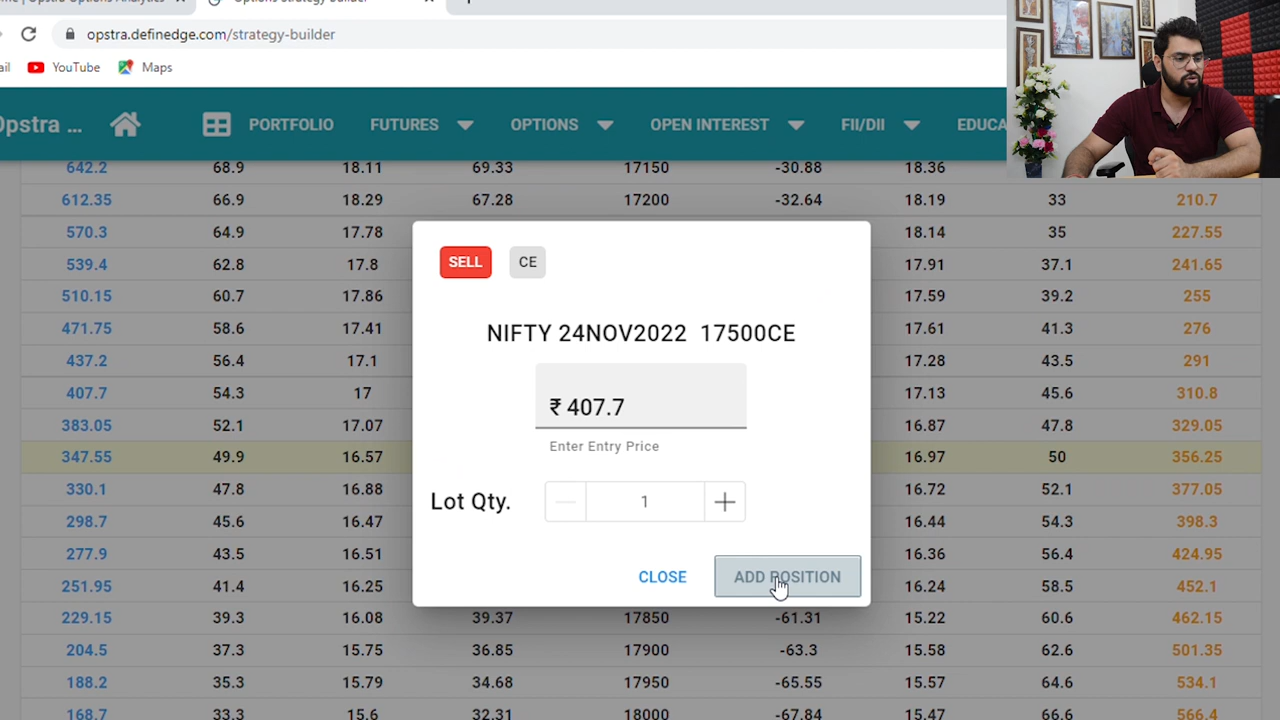 Opstra Options Analytics
Options Strategy Builder
opstra.definedge.com/strategy-builder
ail YouTube Maps
Opstra ... PORTFOLIO FUTURES OPTIONS OPEN INTEREST FII/DII EDUCA
642.2 68.9 18.11 69.33 17150 -30.88 18.36
612.35 66.9 18.29 67.28 17200 -32.64 18.19 33 210.7
570.3 64.9 17.78 18.14 35 227.55
539.4 62.8 17.8 17.91 37.1 241.65
510.15 60.7 17.86 17.59 39.2 255
471.75 58.6 17.41 17.61 41.3 276
437.2 56.4 17.1 17.28 43.5 291
407.7 54.3 17 17.13 45.6 310.8
383.05 52.1 17.07 16.87 47.8 329.05
347.55 49.9 16.57 16.97 50 356.25
330.1 47.8 16.88 16.72 52.1 377.05
298.7 45.6 16.47 16.44 54.3 398.3
277.9 43.5 16.51 16.36 56.4 424.95
251.95 41.4 16.25 16.24 58.5 452.1
229.15 39.3 16.08 39.37 17850 -61.31 15.22 60.6 462.15
204.5 37.3 15.75 36.85 17900 -63.3 15.58 62.6 501.35
188.2 35.3 15.79 34.68 17950 -65.55 15.57 64.6 534.1
168.7 33.3 15.6 32.31 18000 -67.84 15.47 66.6 566.4
SELL CE
NIFTY 24NOV2022 17500CE
₹ 407.7
Enter Entry Price
Lot Qty. 1
CLOSE ADD POSITION